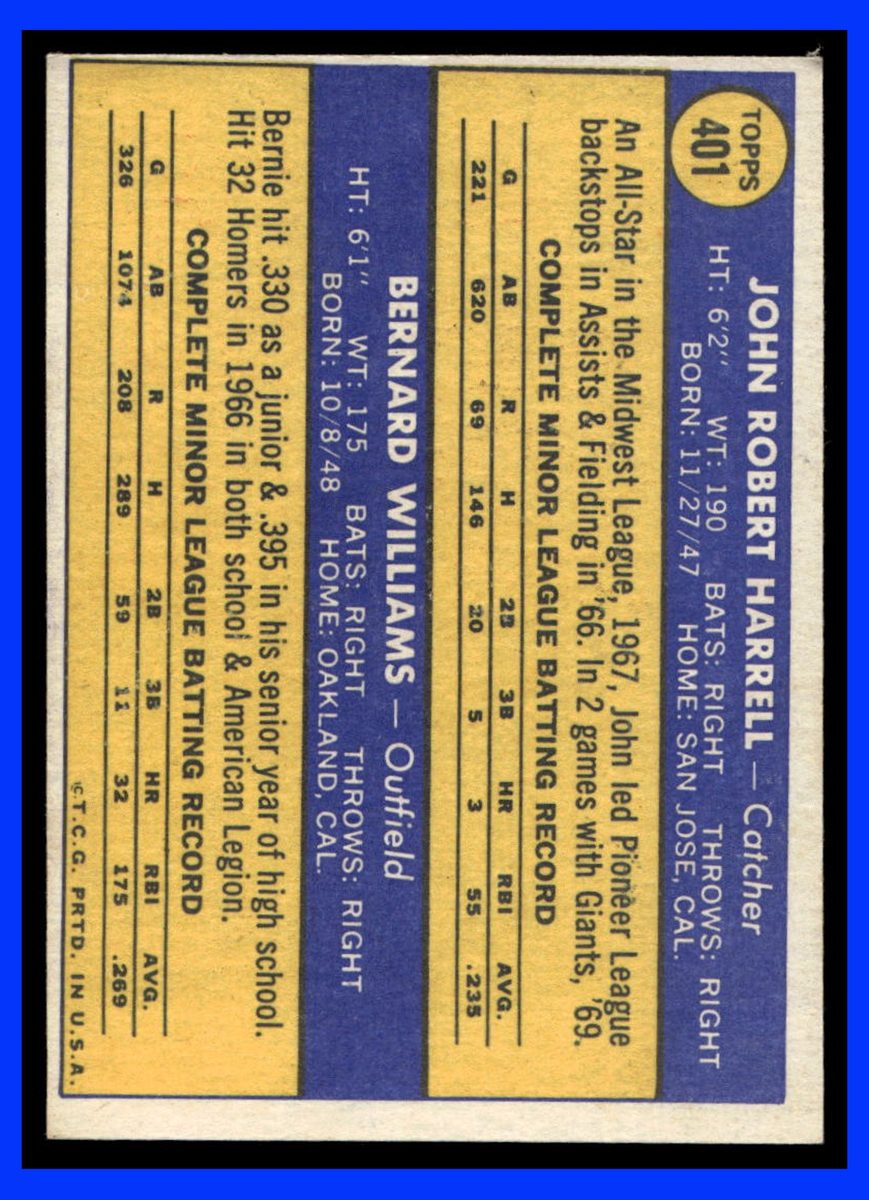 TOPPS
401
JOHN ROBERT HARRELL — Catcher
HT: 6'2" WT: 190 BATS: RIGHT THROWS: RIGHT
BORN: 11/27/47 HOME: SAN JOSE, CAL.
An All-Star in the Midwest League, 1967, John led Pioneer League
backstops in Assists & Fielding in '66. In 2 games with Giants, '69.
COMPLETE MINOR LEAGUE BATTING RECORD
G AB R H 2B 3B HR RBI AVG.
221 620 69 146 20 5 3 55 .235
BERNARD WILLIAMS — Outfield
HT: 6'1" WT: 175 BATS: RIGHT THROWS: RIGHT
BORN: 10/8/48 HOME: OAKLAND, CAL.
Bernie hit .330 as a junior & .395 in his senior year of high school.
Hit 32 Homers in 1966 in both school & American Legion.
COMPLETE MINOR LEAGUE BATTING RECORD
G AB R H 2B 3B HR RBI AVG.
326 1074 208 289 59 11 32 175 .269
©T.C.G. PRTD. IN U.S.A.